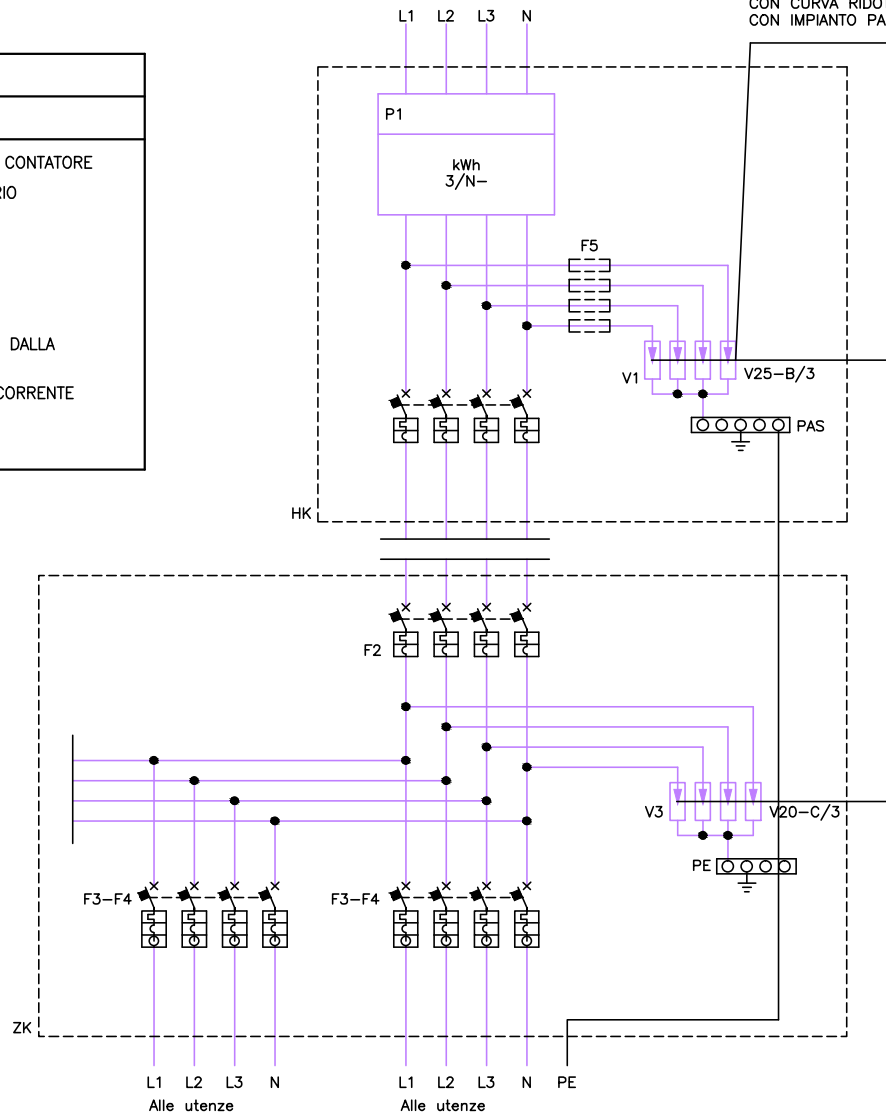 CON CURVA RIDOT
CON IMPIANTO PA
L1 L2 L3 N
P1
kWh
3/N-
CONTATORE
RIO
DALLA
CORRENTE
F5
V1
V25-B/3
PAS
HK
F2
V3
V20-C/3
PE
F3-F4
F3-F4
ZK
L1 L2 L3 N
L1 L2 L3 N PE
Alle utenze
Alle utenze